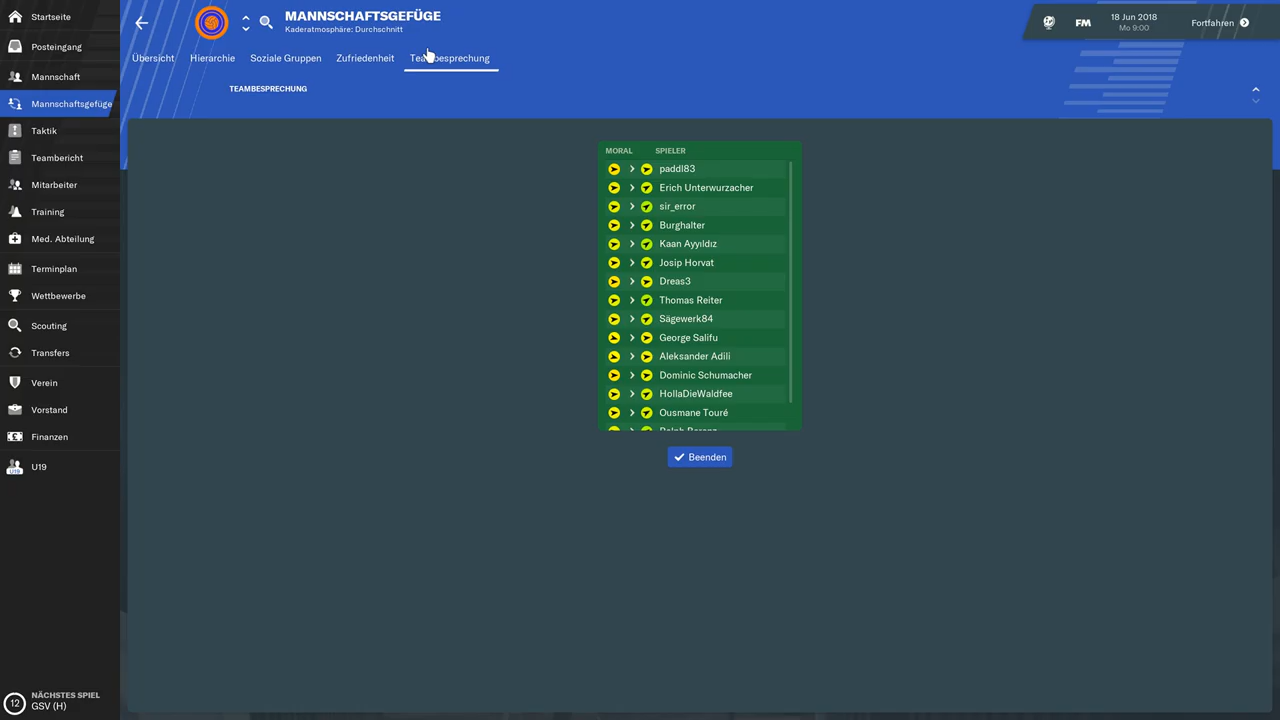 Startseite
Posteingang
Mannschaft
Mannschaftsgefüge
Taktik
Teambericht
Mitarbeiter
Training
Med. Abteilung
Terminplan
Wettbewerbe
Scouting
Transfers
Verein
Vorstand
Finanzen
U19
U19
12
NÄCHSTES SPIEL
GSV (H)
MANNSCHAFTSGEFÜGE
Kaderatmosphäre: Durchschnitt
FM
18 Jun 2018
Mo 9:00
Fortfahren
Übersicht Hierarchie Soziale Gruppen Zufriedenheit Teambesprechung
TEAMBESPRECHUNG
MORAL SPIELER
paddl83
Erich Unterwurzacher
sir_error
Burghalter
Kaan Ayyıldız
Josip Horvat
Dreas3
Thomas Reiter
Sägewerk84
George Salifu
Aleksander Adili
Dominic Schumacher
HollaDieWaldfee
Ousmane Touré
Beenden